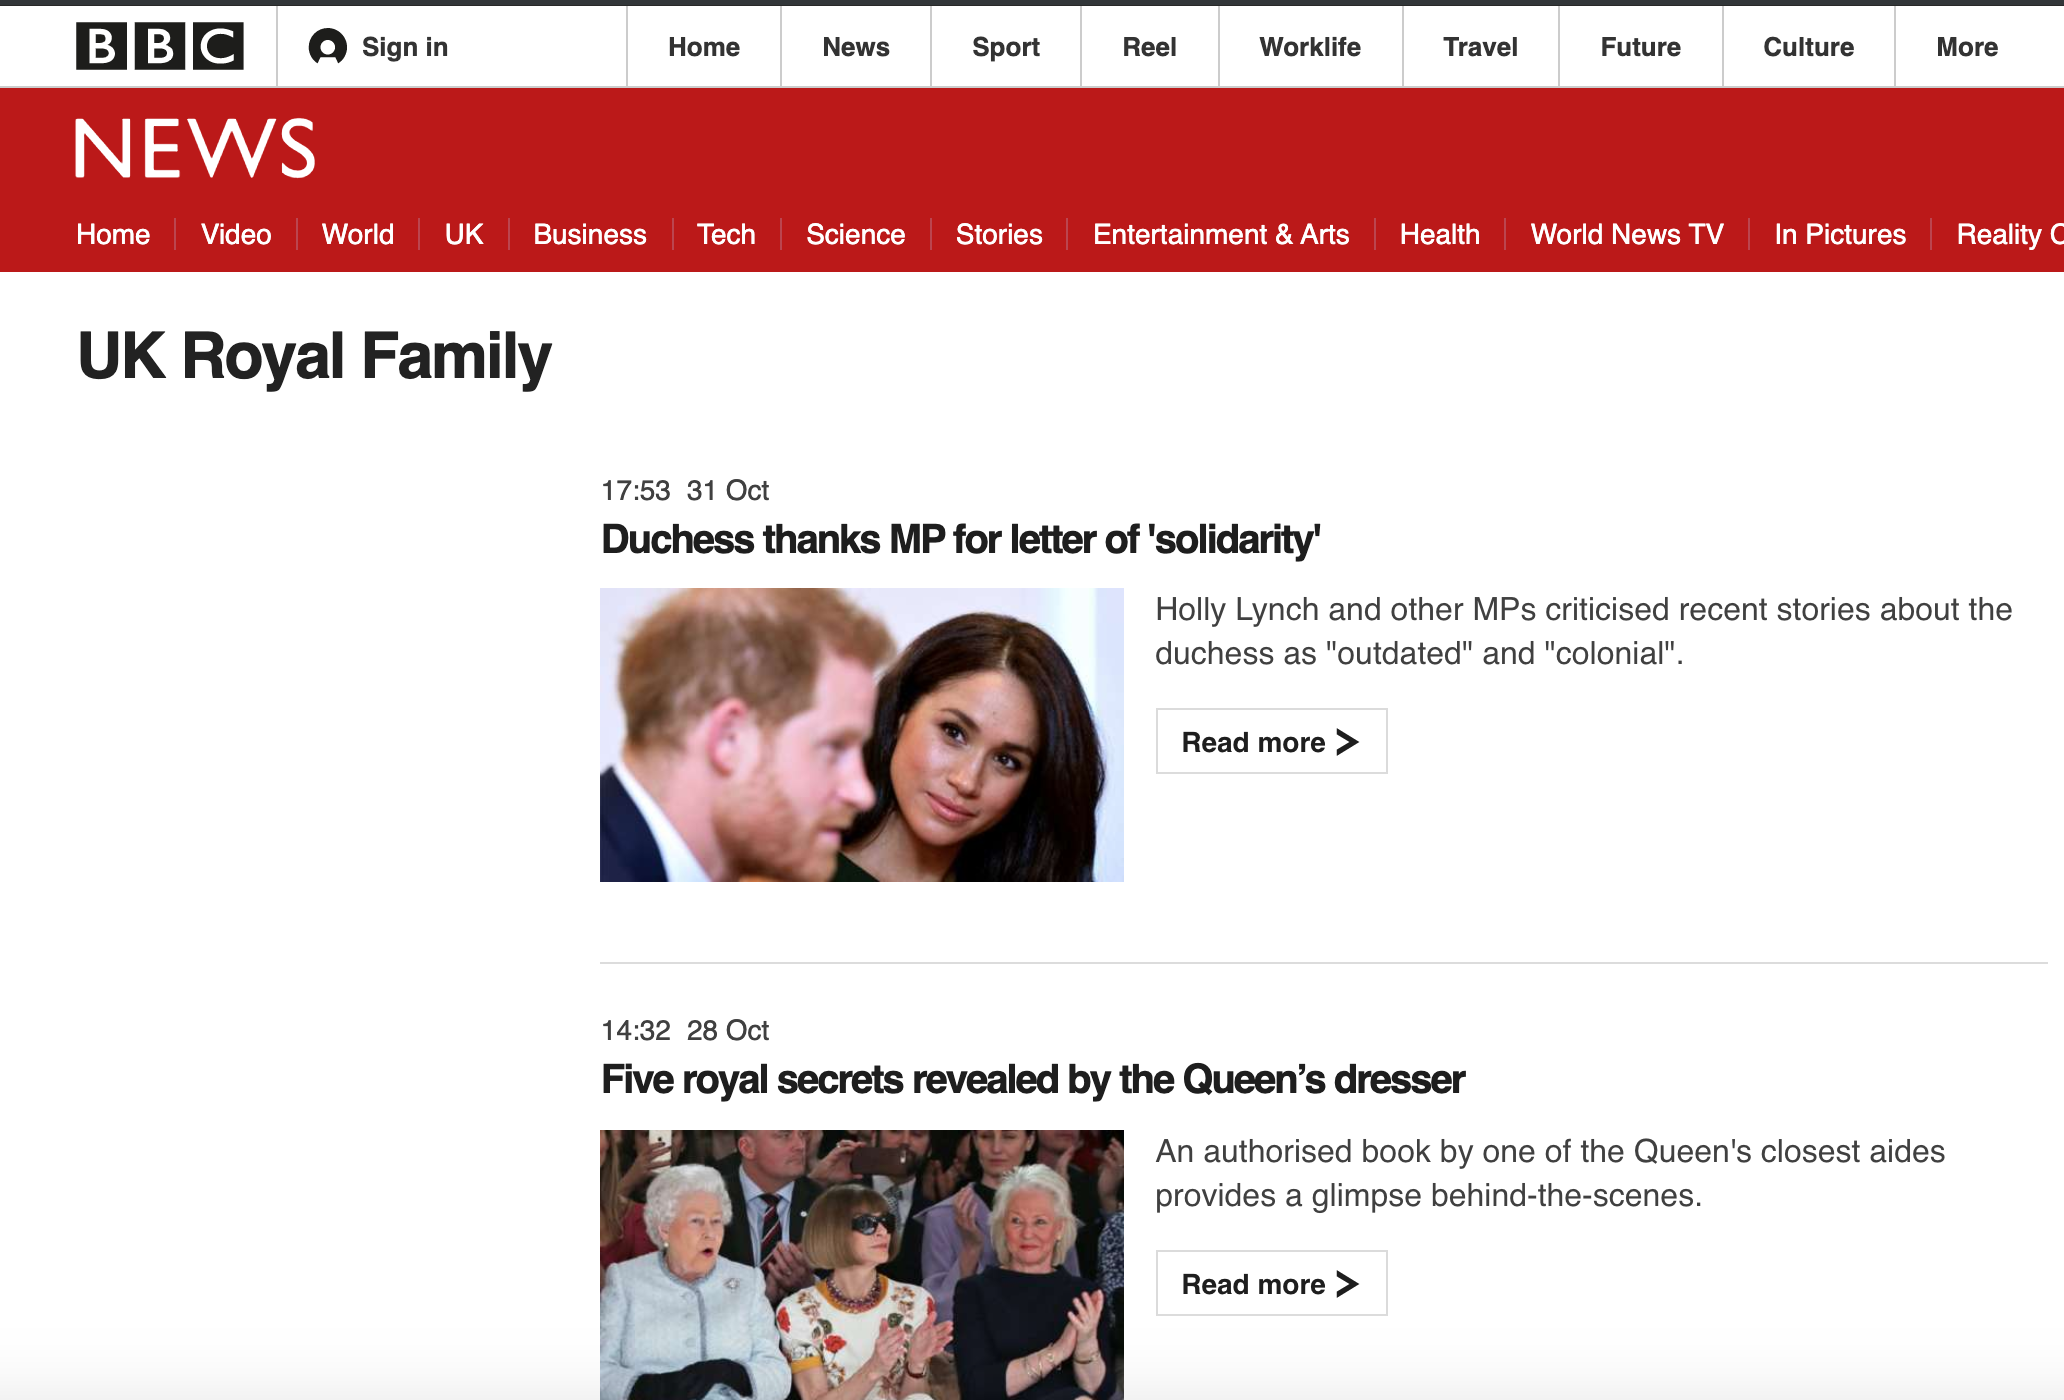 BBC Sign in Home News Sport Reel Worklife Travel Future Culture More
NEWS
Home Video World UK Business Tech Science Stories Entertainment & Arts Health World News TV In Pictures Reality C
UK Royal Family
17:53 31 Oct
Duchess thanks MP for letter of 'solidarity'
Holly Lynch and other MPs criticised recent stories about the
duchess as "outdated" and "colonial".
Read more >
14:32 28 Oct
Five royal secrets revealed by the Queen’s dresser
An authorised book by one of the Queen's closest aides
provides a glimpse behind-the-scenes.
Read more >